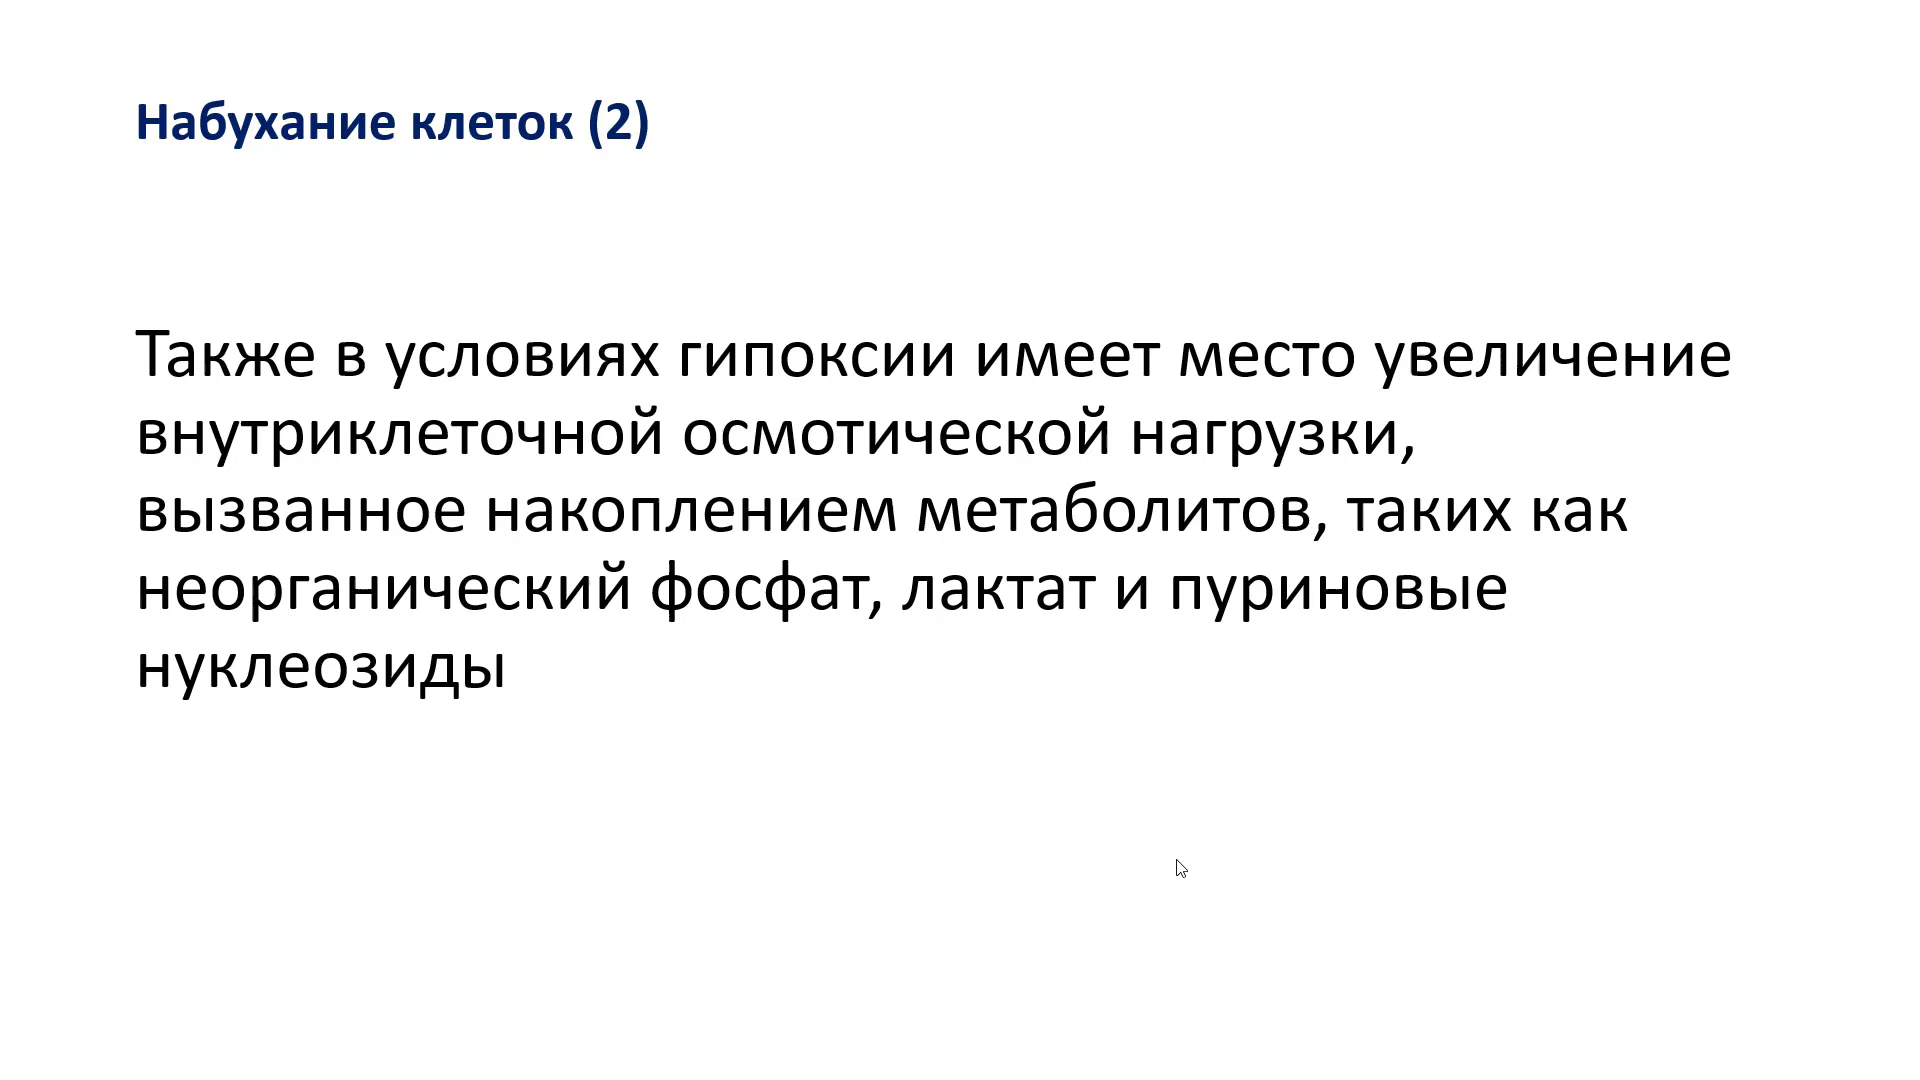 Набухание клеток (2)
Также в условиях гипоксии имеет место увеличение
внутриклеточной осмотической нагрузки,
вызванное накоплением метаболитов, таких как
неорганический фосфат, лактат и пуриновые
нуклеозиды